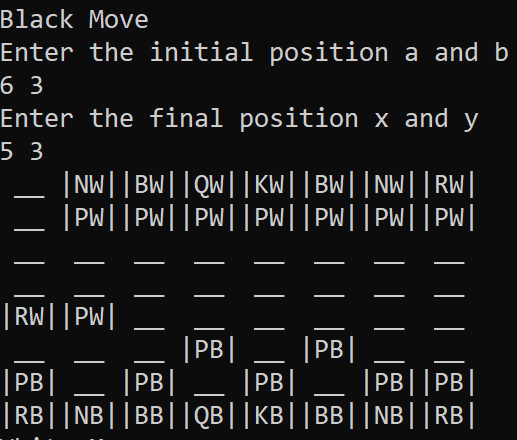 Black Move
Enter the initial position a and b
6 3
Enter the final position x and y
5 3
__ |NW||BW||QW||KW||BW||NW||RW|
__ |PW||PW||PW||PW||PW||PW||PW|
__ __ __ __ __ __ __ __
__ __ __ __ __ __ __ __
|RW||PW| __ __ __ __ __ __
__ __ __ |PB| __ |PB| __ __
|PB| __ |PB| __ |PB| __ |PB||PB|
|RB||NB||BB||QB||KB||BB||NB||RB|